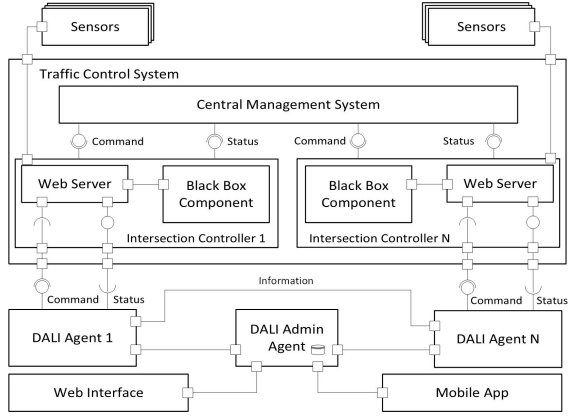 Sensors
Sensors
Traffic Control System
Central Management System
Command
Status
Command
Status
Web Server
Black Box
Component
Black Box
Component
Web Server
Intersection Controller 1
Intersection Controller N
Command
Status
Information
Command
Status
DALI Agent 1
DALI Admin
Agent
DALI Agent N
Web Interface
Mobile App